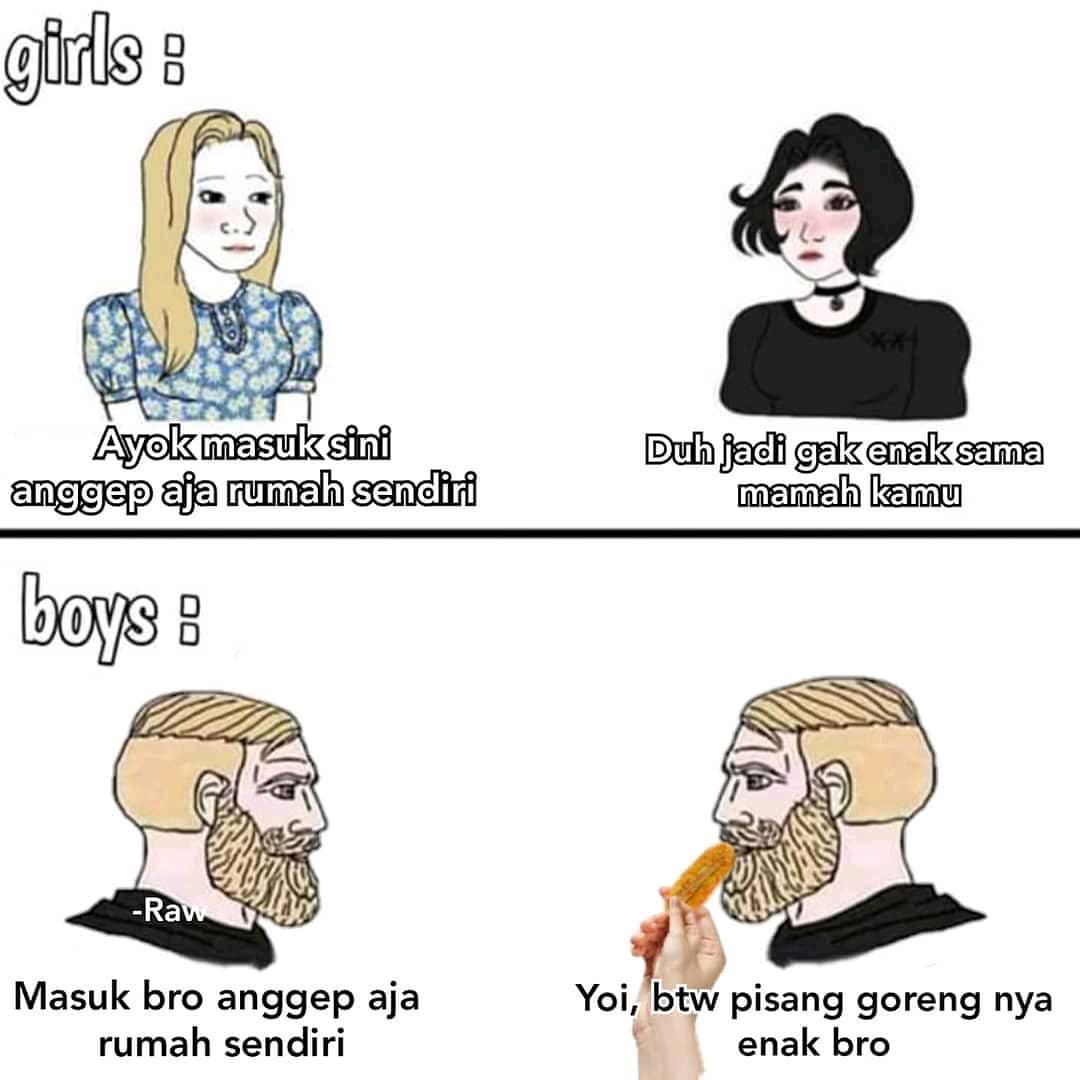 girls :
Ayok masuk sini
anggep aja rumah sendiri
Duh jadi gak enak sama
mamah kamu
boys :
-Raw
Masuk bro anggep aja
rumah sendiri
Yoi, btw pisang goreng nya
enak bro